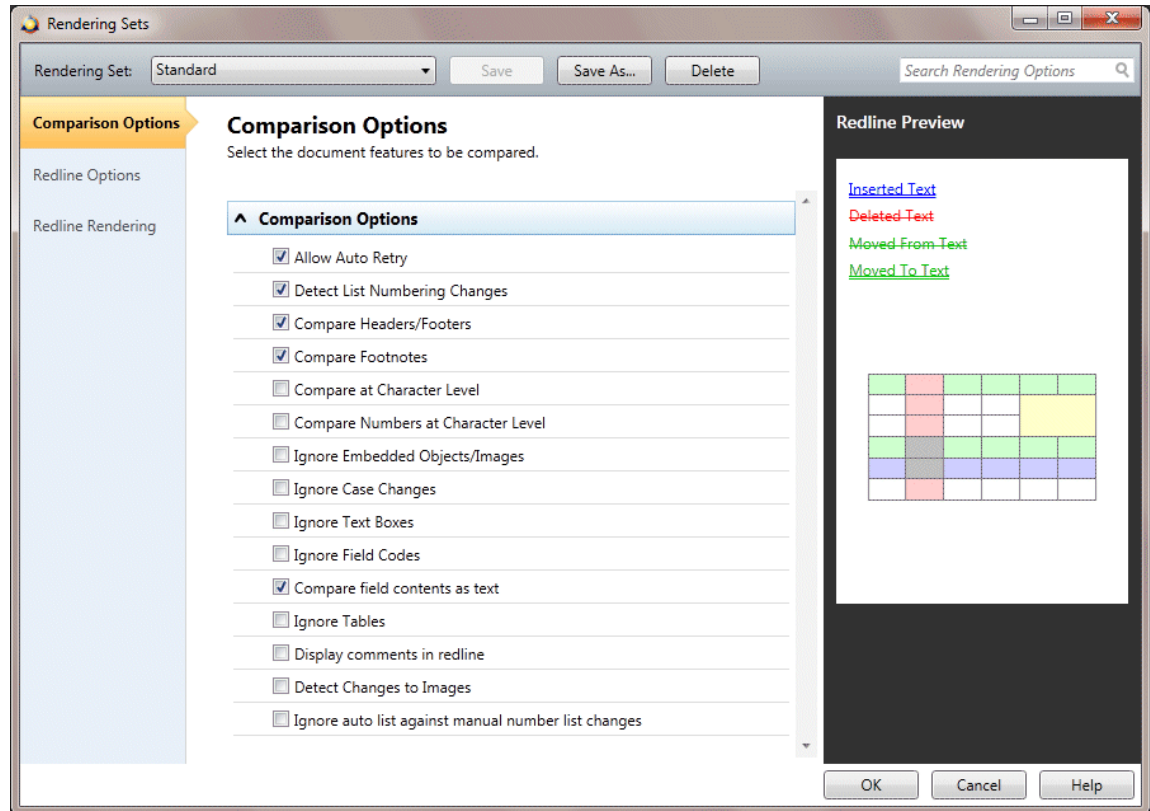 Rendering Sets
Rendering Set: Standard Save Save As... Delete Search Rendering Options
Comparison Options
Redline Options
Redline Rendering
Comparison Options
Select the document features to be compared.
Comparison Options
Allow Auto Retry
Detect List Numbering Changes
Compare Headers/Footers
Compare Footnotes
Compare at Character Level
Compare Numbers at Character Level
Ignore Embedded Objects/Images
Ignore Case Changes
Ignore Text Boxes
Ignore Field Codes
Compare field contents as text
Ignore Tables
Display comments in redline
Detect Changes to Images
Ignore auto list against manual number list changes
Redline Preview
Inserted Text
Deleted Text
Moved From Text
Moved To Text
OK Cancel Help